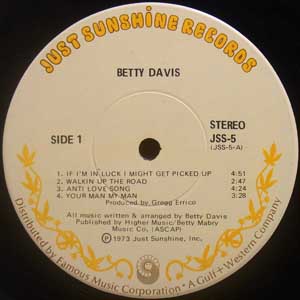 JUST SUNSHINE RECORDS
BETTY DAVIS
SIDE 1
STEREO
JSS-5
(JSS-5-A)
1. IF I'M IN LUCK I MIGHT GET PICKED UP 4:51
2. WALKIN UP THE ROAD 2:47
3. ANTI LOVE SONG 4:24
4. YOUR MAN MY MAN 3:28
Produced by Gregg Errico
All music written & arranged by Betty Davis
Published by Higher Music/Betty Mabry
Music Co. (ASCAP)
Ⓟ 1973 Just Sunshine, Inc.
Distributed by Famous Music Corporation • A Gulf + Western Company